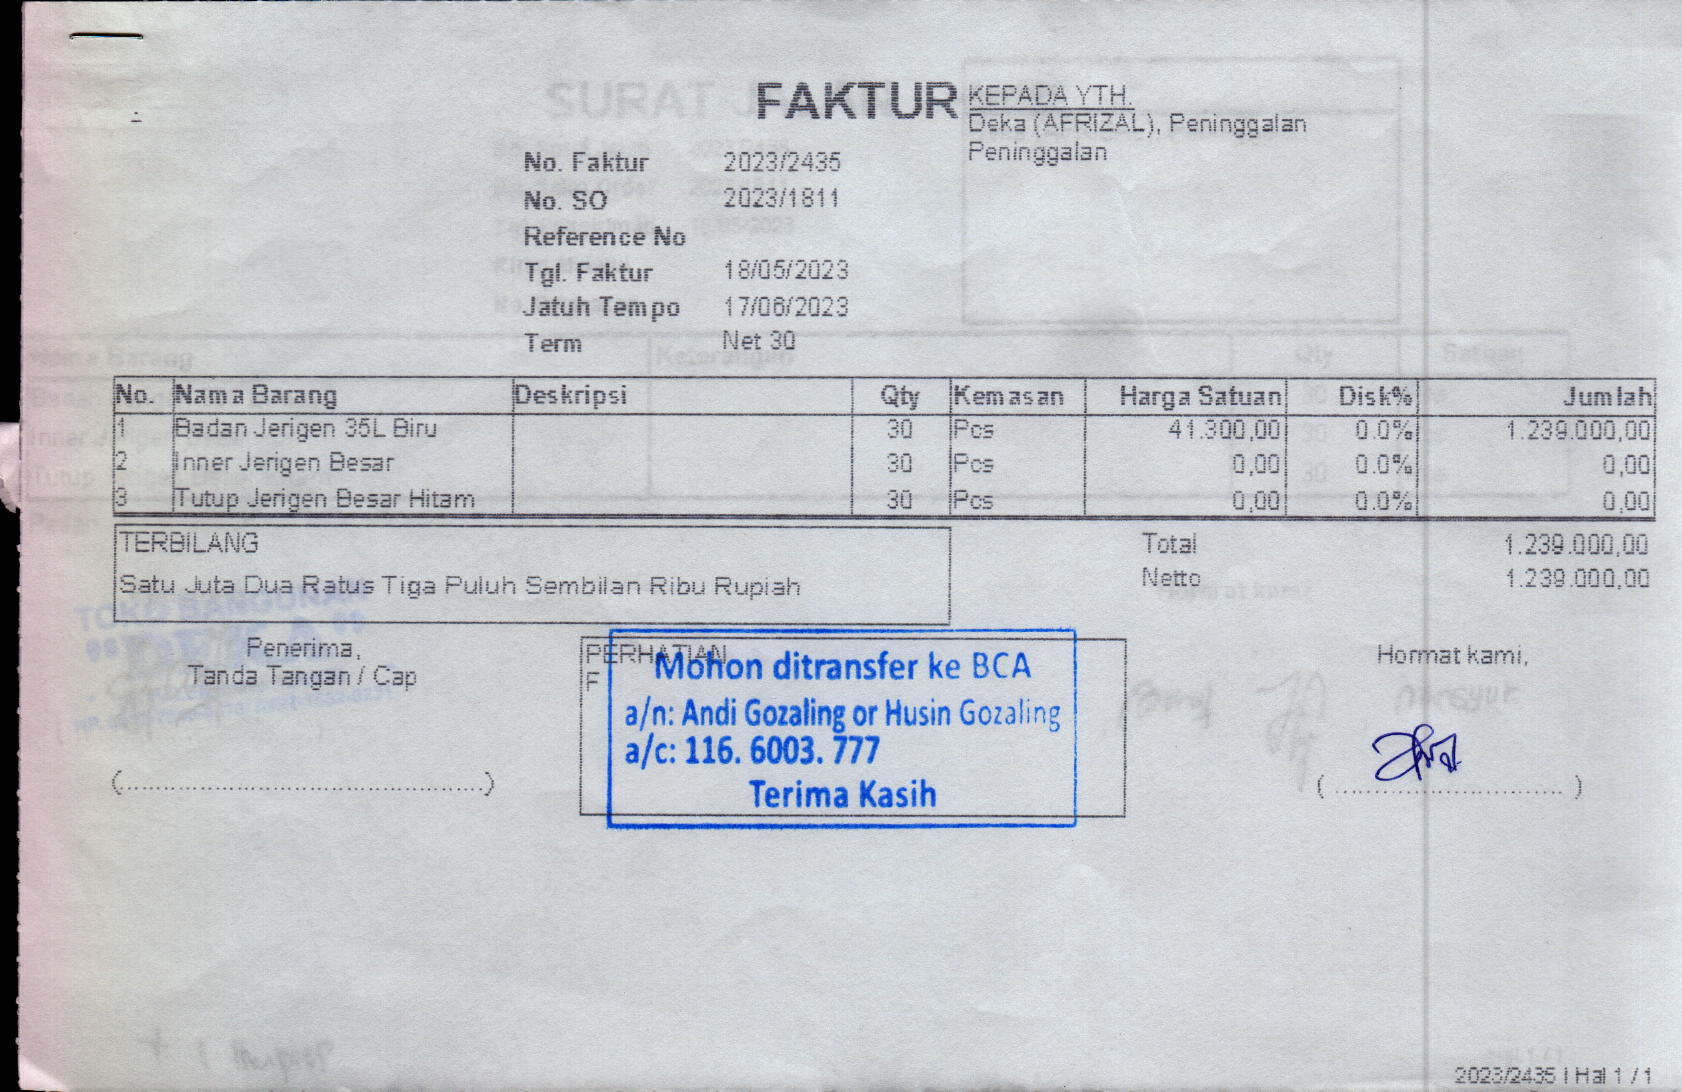 FAKTUR
KEPADA YTH.
Deka (AFRIZAL), Peninggalan
Peninggalan
No. Faktur 2023/2435
No. SO 2023/1811
Reference No
Tgl. Faktur 18/05/2023
Jatuh Tempo 17/06/2023
Term Net 30
No. Nama Barang Deskripsi Qty Kemasan Harga Satuan Disk% Jumlah
1 Badan Jerigen 35L Biru 30 Pcs 41.300,00 0.0% 1.239.000,00
2 Inner Jerigen Besar 30 Pcs 0,00 0.0% 0,00
3 Tutup Jerigen Besar Hitam 30 Pcs 0,00 0.0% 0,00
TERBILANG
Satu Juta Dua Ratus Tiga Puluh Sembilan Ribu Rupiah
Total 1.239.000,00
Netto 1.239.000,00
TOKO BANGUNAN
Penerima,
Tanda Tangan / Cap
(..............................................)
PERHATIAN
F
Mohon ditransfer ke BCA
a/n: Andi Gozaling or Husin Gozaling
a/c: 116. 6003. 777
Terima Kasih
Hormat kami,
( ............................. )
2023/2435 | Hal 1 / 1